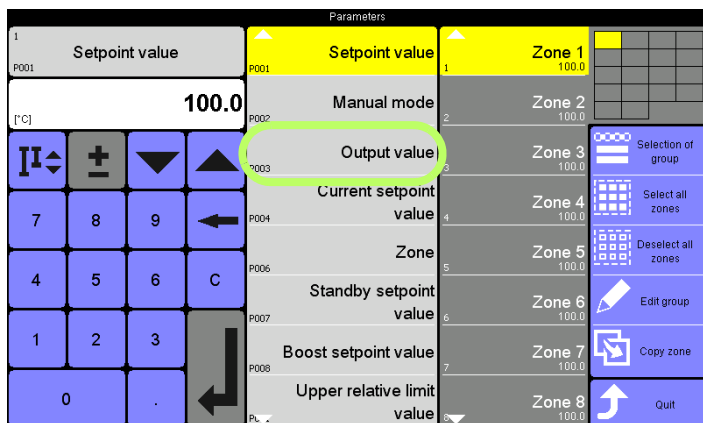 Parameters
1
Setpoint value
P001
100.0
[°C]
7
8
9
4
5
6
C
1
2
3
0
.
Setpoint value
P001
Manual mode
P002
Output value
P003
Current setpoint
value
P004
Zone
P006
Standby setpoint
value
P007
Boost setpoint value
P008
Upper relative limit
value
Zone 1
1
100.0
Zone 2
2
100.0
Zone 3
3
100.0
Zone 4
4
100.0
Zone 5
5
100.0
Zone 6
6
100.0
Zone 7
7
100.0
Zone 8
8
100.0
Selection of
group
Select all
zones
Deselect all
zones
Edit group
Copy zone
Quit